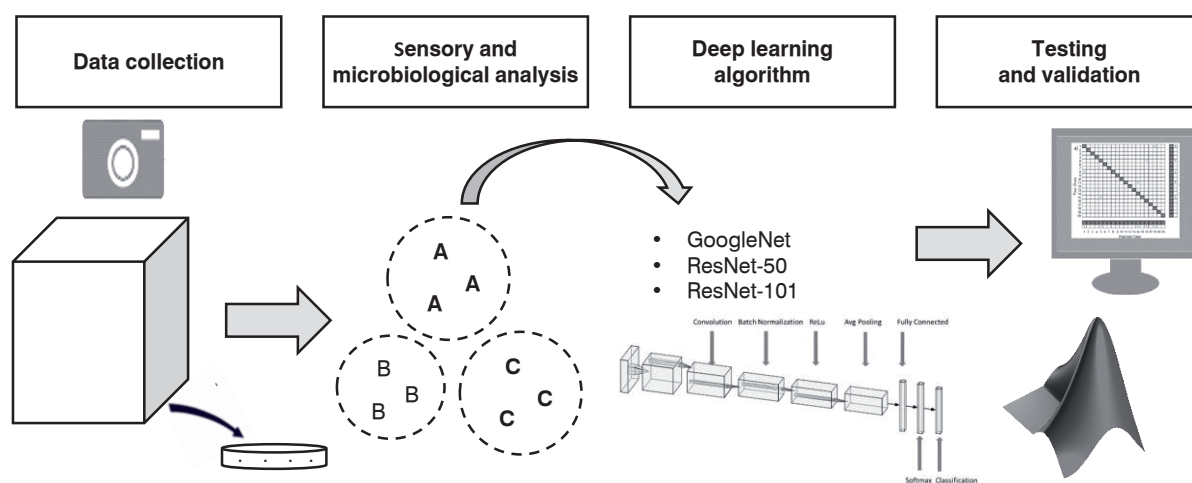 Data collection
Sensory and
microbiological analysis
Deep learning
algorithm
Testing
and validation
A
A
A
B
B
B
C
C
C
• GoogleNet
• ResNet-50
• ResNet-101
Convolution Batch Normalization ReLu Avg Pooling Fully Connected
Softmax Classification